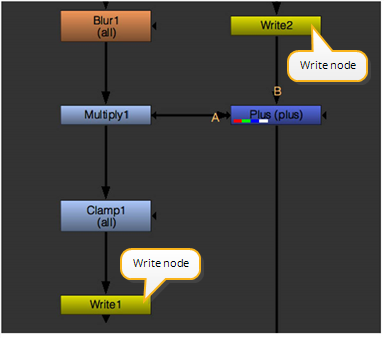 Blur1
(all)
Write2
Write node
B
Multiply1
A
Plus (plus)
Clamp1
(all)
Write node
Write1